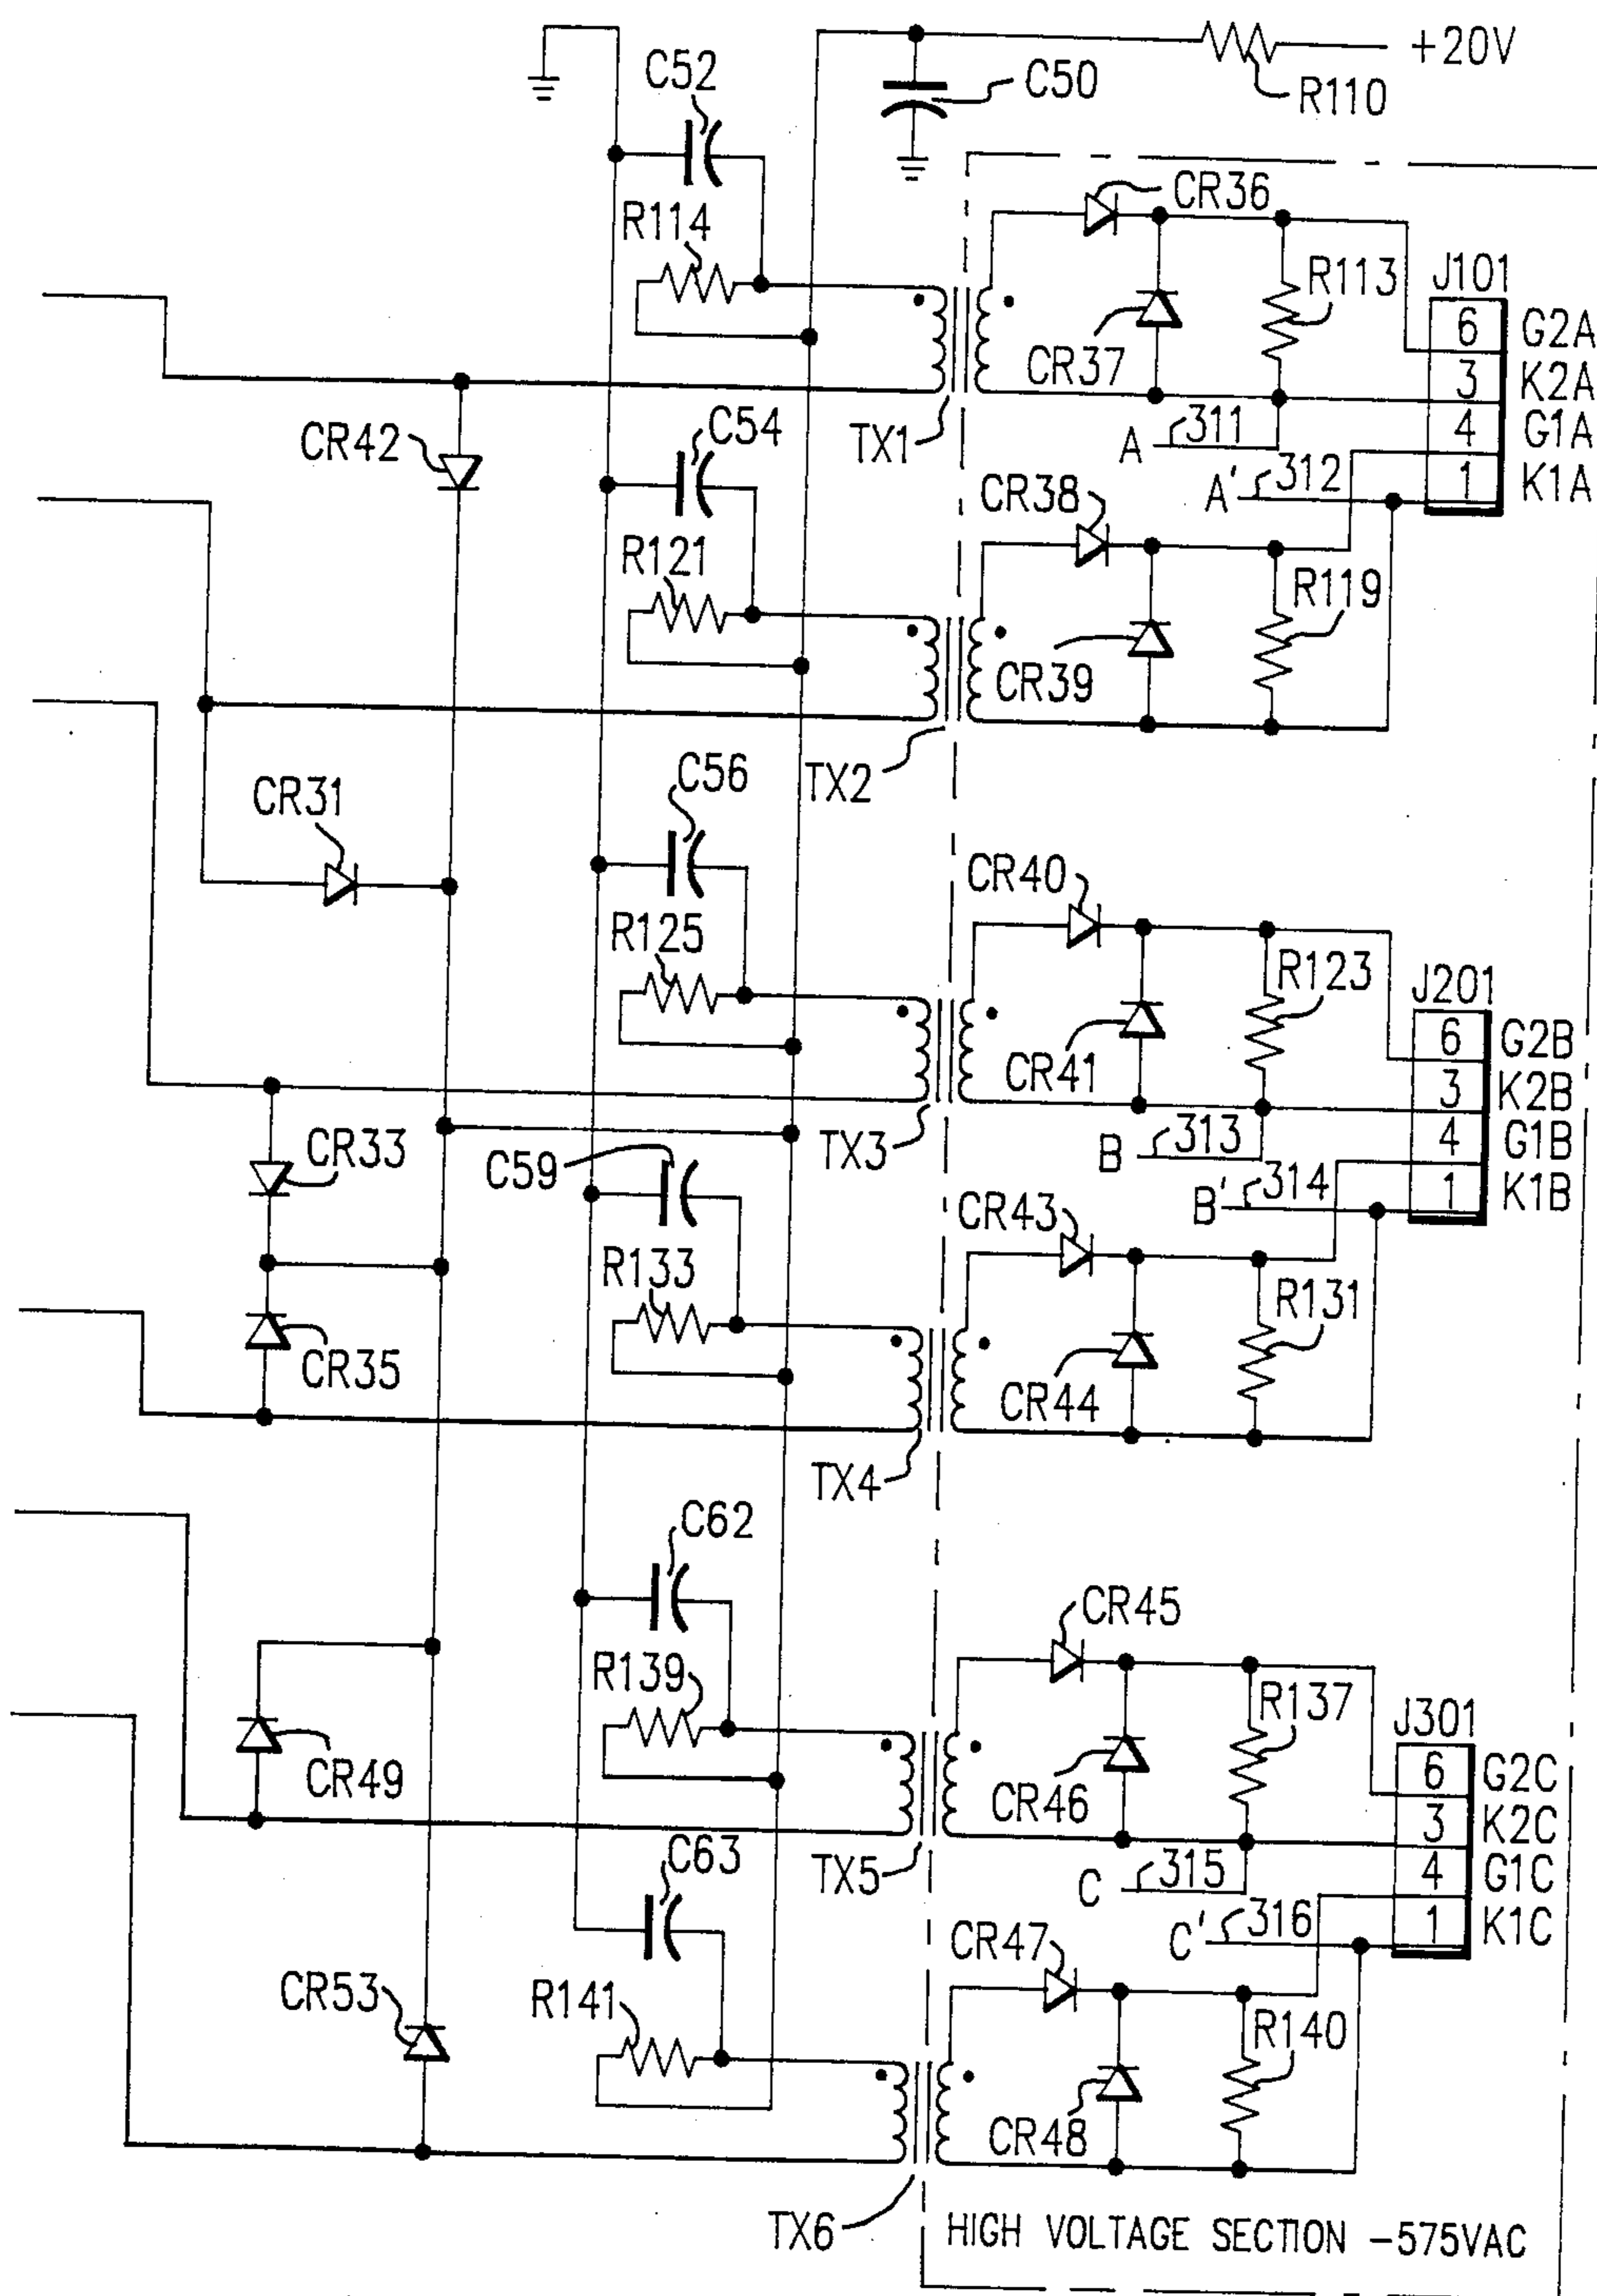 +20V
C52
C50
R110
CR36
R114
R113
J101
6 G2A
CR37
3 K2A
CR42
C54
TX1
A
311
4 G1A
A'
312
1 K1A
CR38
R121
R119
CR39
TX2
C56
CR31
CR40
R125
R123
J201
6 G2B
CR41
3 K2B
CR33
C59
TX3
B
313
4 G1B
B'
314
1 K1B
CR43
R133
R131
CR35
CR44
TX4
C62
CR45
R139
R137
J301
CR49
6 G2C
CR46
3 K2C
C63
TX5
C
315
4 G1C
C'
316
1 K1C
CR47
CR53
R141
R140
CR48
TX6
HIGH VOLTAGE SECTION -575VAC